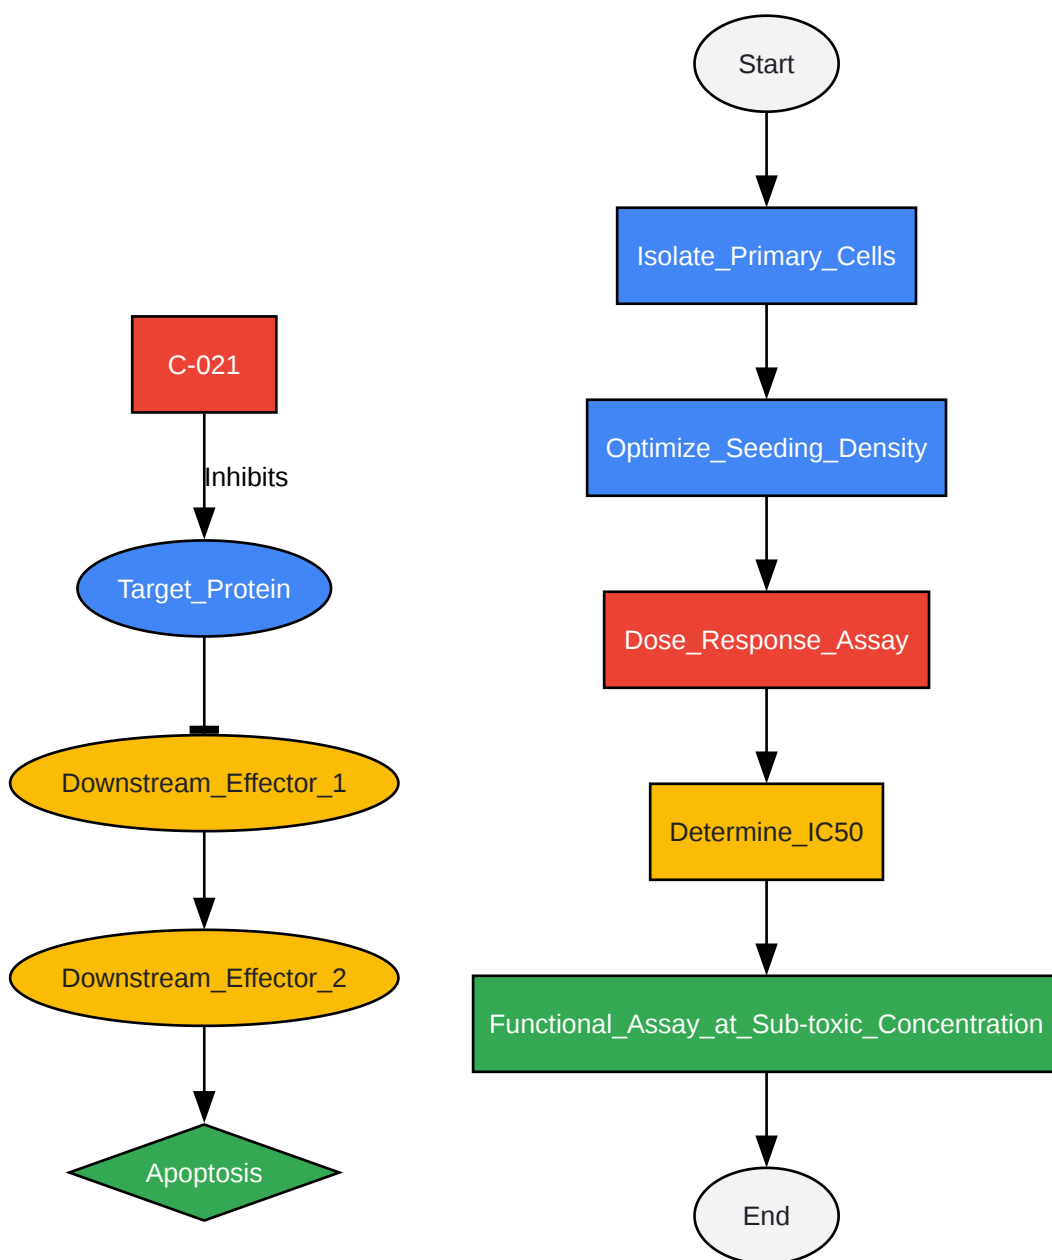 C-021
Inhibits
Target_Protein
Downstream_Effector_1
Downstream_Effector_2
Apoptosis
Start
Isolate_Primary_Cells
Optimize_Seeding_Density
Dose_Response_Assay
Determine_IC50
Functional_Assay_at_Sub-toxic_Concentration
End